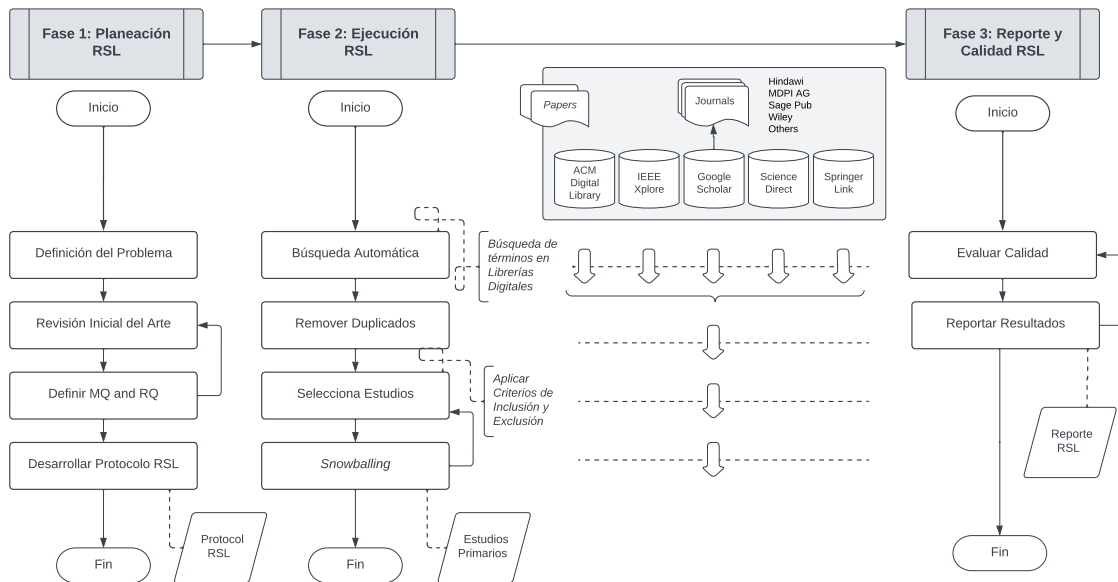 Fase 1: Planeación
RSL
Fase 2: Ejecución
RSL
Fase 3: Reporte y
Calidad RSL
Inicio
Definición del Problema
Revisión Inicial del Arte
Definir MQ and RQ
Desarrollar Protocolo RSL
Fin
Protocol
RSL
Inicio
Búsqueda Automática
Remover Duplicados
Selecciona Estudios
Snowballing
Fin
Estudios
Primarios
Búsqueda de
términos en
Librerías
Digitales
Aplicar
Criterios de
Inclusión y
Exclusión
Papers
Journals
Hindawi
MDPI AG
Sage Pub
Wiley
Others
ACM
Digital
Library
IEEE
Xplore
Google
Scholar
Science
Direct
Springer
Link
Inicio
Evaluar Calidad
Reportar Resultados
Reporte
RSL
Fin